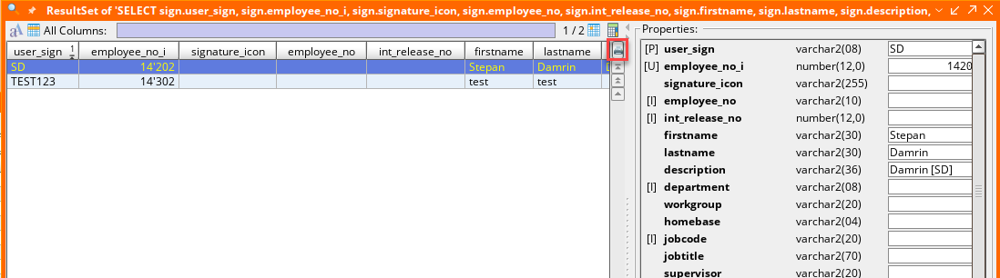 ResultSet of 'SELECT sign.user_sign, sign.employee_no_i, sign.signature_icon, sign.employee_no, sign.int_release_no, sign.firstname, sign.lastname, sign.description,
All Columns: 1 / 2
user_sign 1 employee_no_i signature_icon employee_no int_release_no firstname lastname
SD 14'202 Stepan Damrin
TEST123 14'302 test test
Properties:
[P] user_sign varchar2(08) SD
[U] employee_no_i number(12,0) 1420
signature_icon varchar2(255)
[I] employee_no varchar2(10)
[I] int_release_no number(12,0)
firstname varchar2(30) Stepan
lastname varchar2(30) Damrin
description varchar2(36) Damrin [SD]
[I] department varchar2(08)
workgroup varchar2(20)
homebase varchar2(04)
[I] jobcode varchar2(20)
jobtitle varchar2(70)
supervisor varchar2(20)